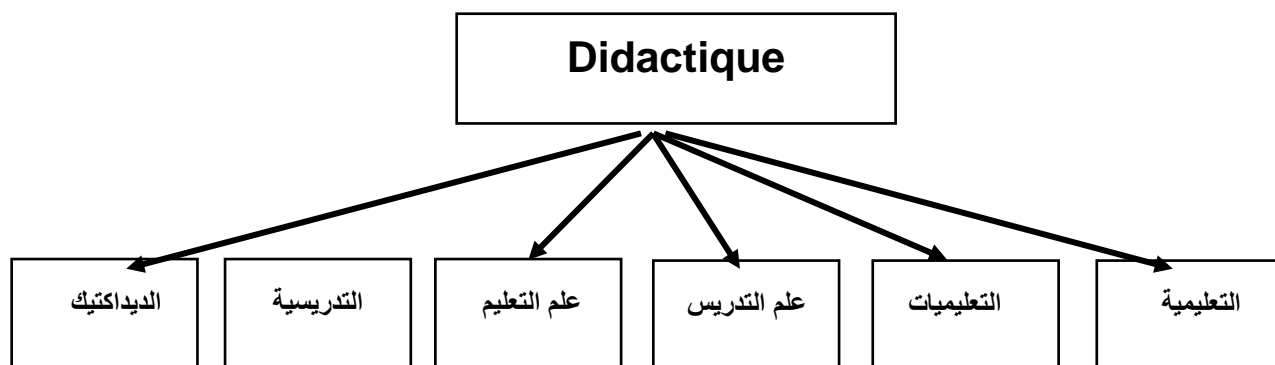 Didactique
التعليمية
التعليميات
علم التدريس
علم التعليم
التدريسية
الديداكتيك